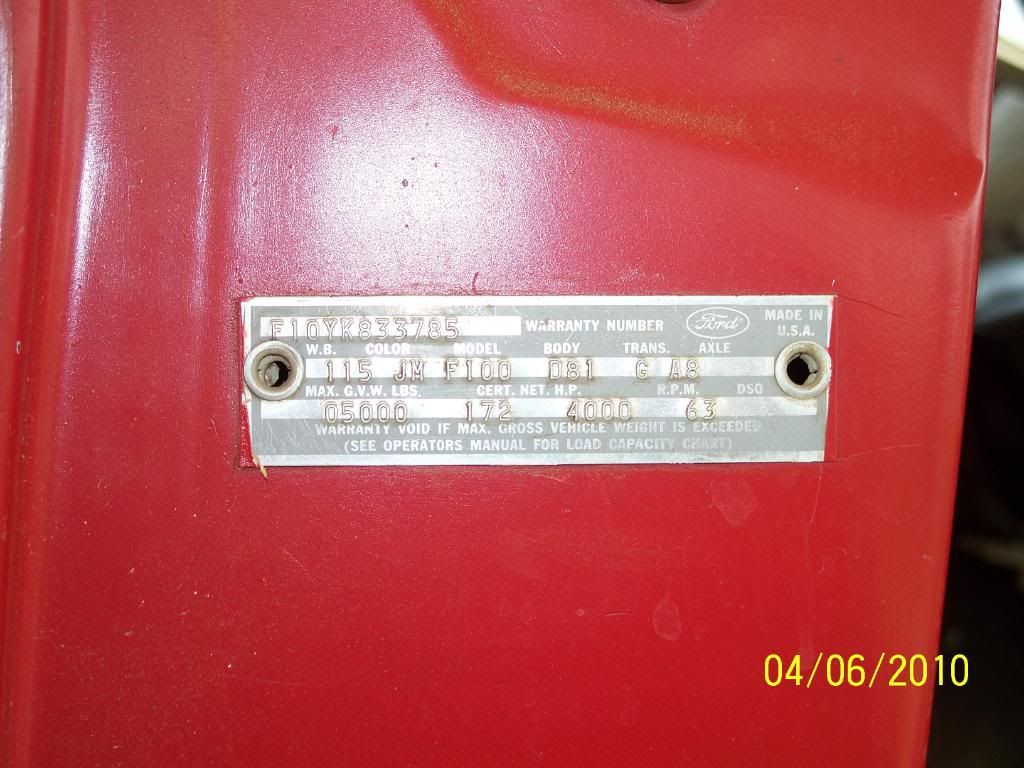 F10YK833785 WARRANTY NUMBER Ford MADE IN U.S.A.
W.B. COLOR MODEL BODY TRANS. AXLE
115 JM F100 D81 G A8
MAX. G.V.W. LBS. CERT. NET. H.P. R.P.M. DSO
05000 172 4000 63
WARRANTY VOID IF MAX. GROSS VEHICLE WEIGHT IS EXCEEDED
(SEE OPERATORS MANUAL FOR LOAD CAPACITY CHART)
04/06/2010